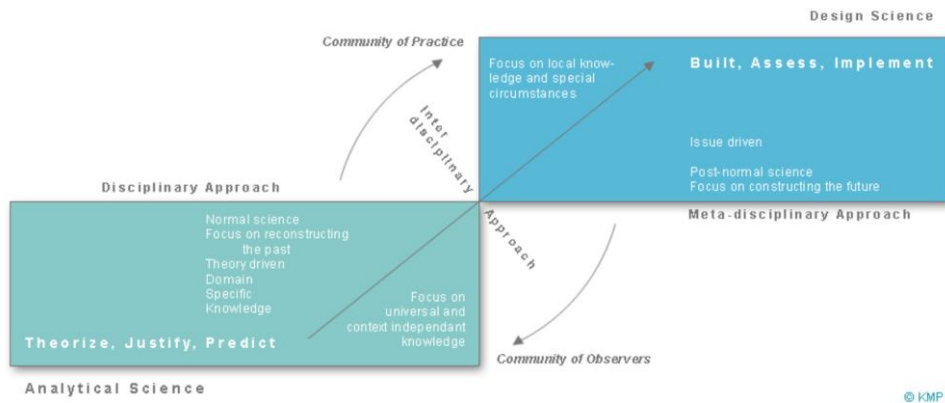 Design Science
Community of Practice
Focus on local know-
ledge and special
circumstances
Built, Assess, Implement
Inter
disciplinary
Approach
Issue driven
Post-normal science
Focus on constructing the future
Disciplinary Approach
Meta-disciplinary Approach
Normal science
Focus on reconstructing
the past
Theory driven
Domain
Specific
Knowledge
Focus on
universal and
context independant
knowledge
Theorize, Justify, Predict
Community of Observers
Analytical Science
© KMP